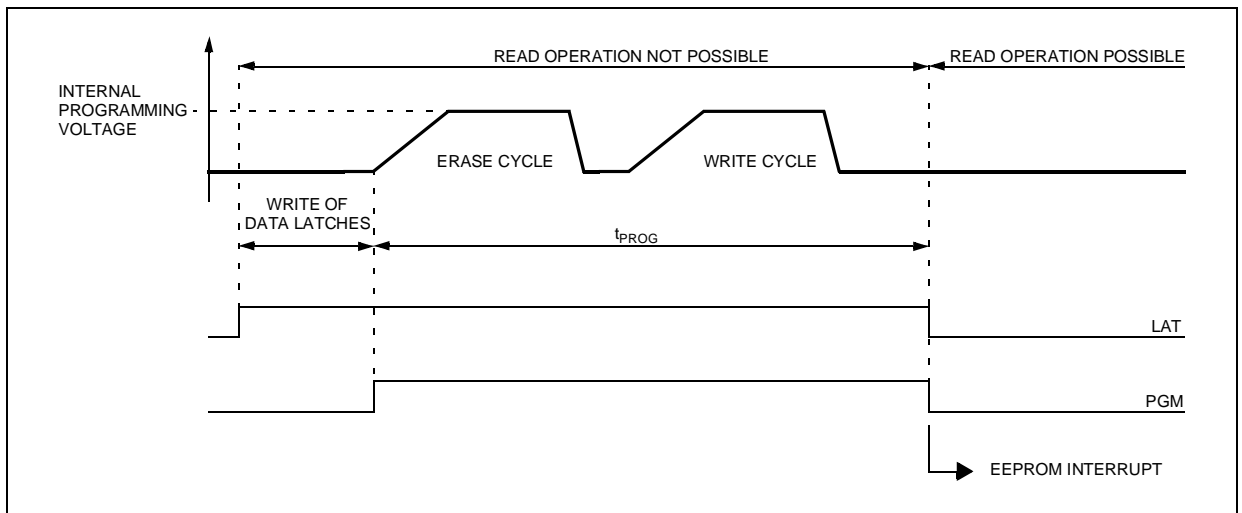 READ OPERATION NOT POSSIBLE
READ OPERATION POSSIBLE
INTERNAL
PROGRAMMING
VOLTAGE
ERASE CYCLE
WRITE CYCLE
WRITE OF
DATA LATCHES
tPROG
LAT
PGM
EEPROM INTERRUPT